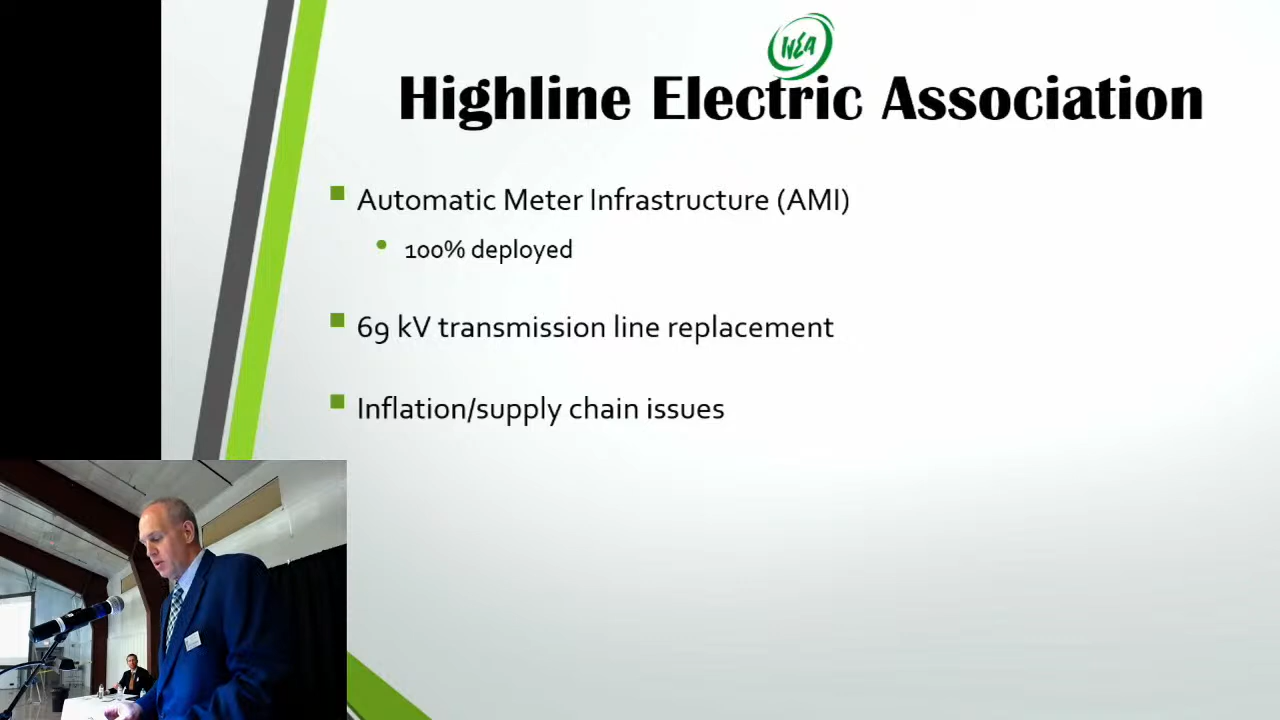 HEA
Highline Electric Association
Automatic Meter Infrastructure (AMI)
100% deployed
69 kV transmission line replacement
Inflation/supply chain issues